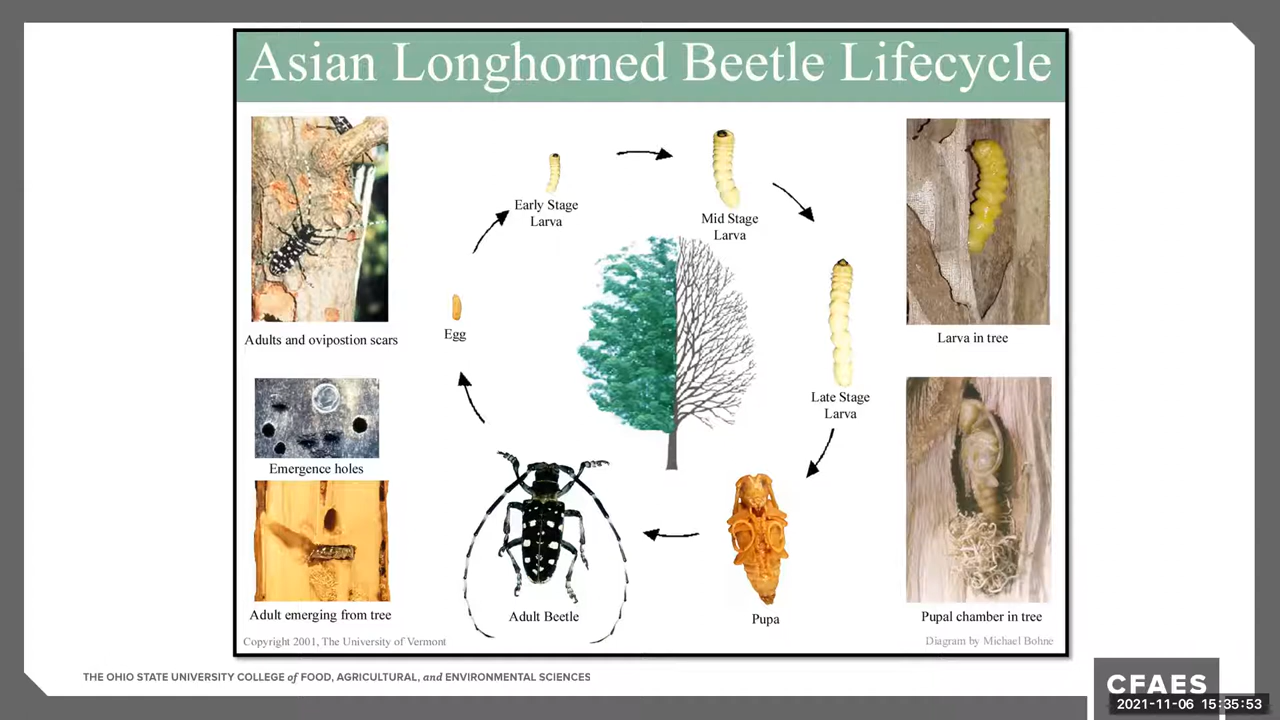 Asian Longhorned Beetle Lifecycle
Early Stage
Larva
Mid Stage
Larva
Egg
Adults and ovipostion scars
Larva in tree
Late Stage
Larva
Emergence holes
Adult emerging from tree
Adult Beetle
Pupa
Pupal chamber in tree
Copyright 2001, The University of Vermont
Diagram by Michael Bohne
THE OHIO STATE UNIVERSITY COLLEGE of FOOD, AGRICULTURAL, and ENVIRONMENTAL SCIENCES
CFAES
2021-11-06 15:35:53